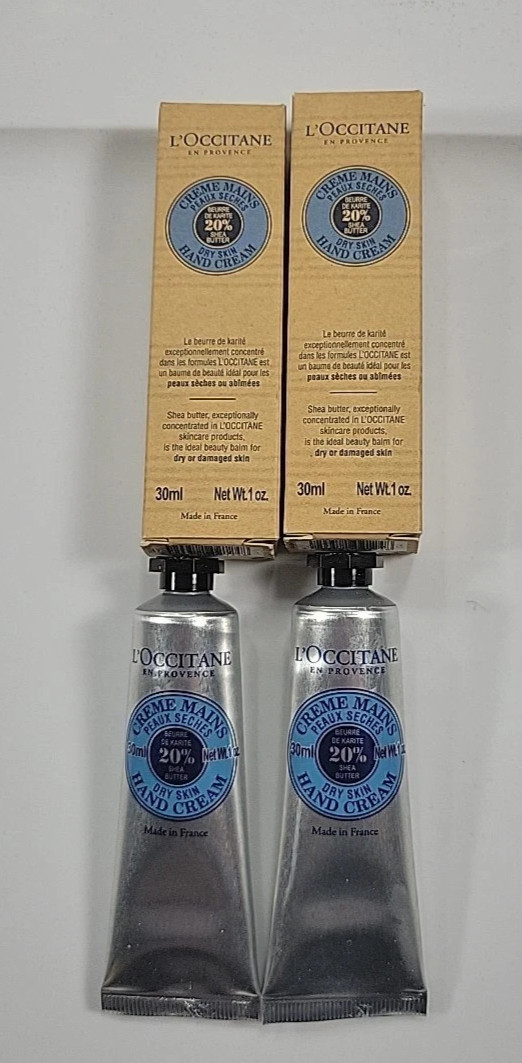 L'OCCITANE
EN PROVENCE
CREME MAINS
PEAUX SECHES
BEURRE
DE KARITE
20%
SHEA
BUTTER
DRY SKIN
HAND CREAM
Le beurre de karité
exceptionnellement concentré
dans les formules L'OCCITANE est
un baume de beauté idéal pour les
peaux sèches ou abîmées
Shea butter, exceptionally
concentrated in L'OCCITANE
skincare products,
is the ideal beauty balm for
dry or damaged skin
30ml Net Wt.1 oz.
Made in France
L'OCCITANE
EN PROVENCE
CREME MAINS
PEAUX SECHES
BEURRE
DE KARITE
20%
SHEA
BUTTER
DRY SKIN
HAND CREAM
Le beurre de karité
exceptionnellement concentré
dans les formules L'OCCITANE est
un baume de beauté idéal pour les
peaux sèches ou abîmées
Shea butter, exceptionally
concentrated in L'OCCITANE
skincare products,
is the ideal beauty balm for
dry or damaged skin
30ml Net Wt.1 oz.
Made in France
L'OCCITANE
EN PROVENCE
CREME MAINS
PEAUX SECHES
BEURRE
DE KARITE
30ml 20% Net Wt.1 oz.
SHEA
BUTTER
DRY SKIN
HAND CREAM
Made in France
L'OCCITANE
EN PROVENCE
CREME MAINS
PEAUX SECHES
BEURRE
DE KARITE
30ml 20% Net Wt.1 oz.
SHEA
BUTTER
DRY SKIN
HAND CREAM
Made in France